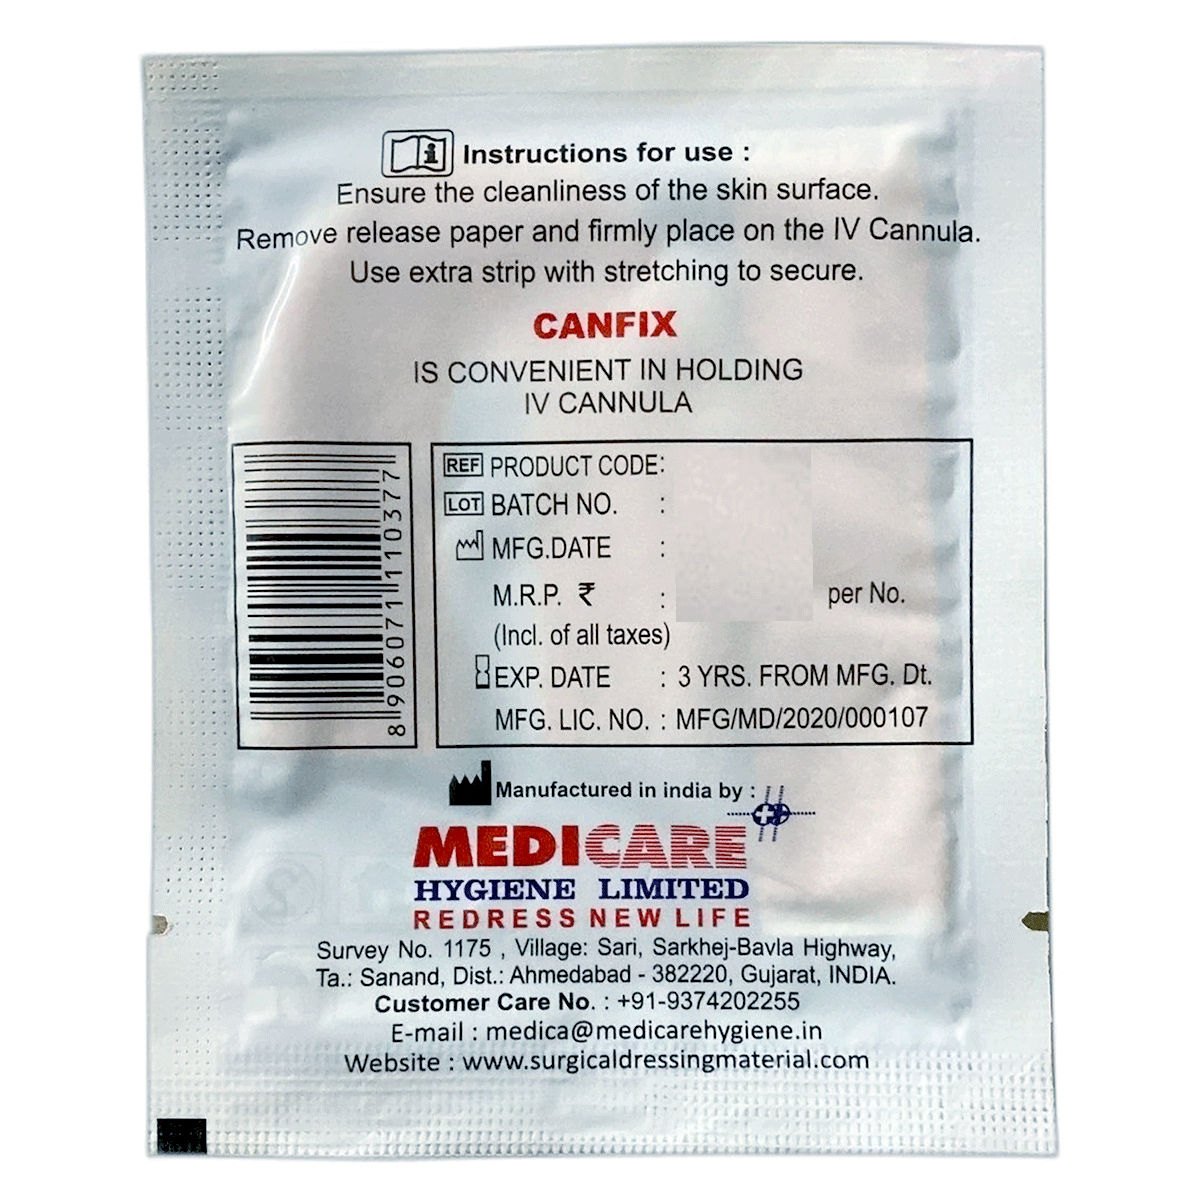 Instructions for use :
Ensure the cleanliness of the skin surface.
Remove release paper and firmly place on the IV Cannula.
Use extra strip with stretching to secure.
CANFIX
IS CONVENIENT IN HOLDING
IV CANNULA
8 906071 110377
REF PRODUCT CODE:
LOT BATCH NO. :
MFG.DATE :
M.R.P. ₹ : per No.
(Incl. of all taxes)
EXP. DATE : 3 YRS. FROM MFG. Dt.
MFG. LIC. NO. : MFG/MD/2020/000107
Manufactured in india by :
MEDICARE
HYGIENE LIMITED
REDRESS NEW LIFE
Survey No. 1175 , Village: Sari, Sarkhej-Bavla Highway,
Ta.: Sanand, Dist.: Ahmedabad - 382220, Gujarat, INDIA.
Customer Care No. : +91-9374202255
E-mail : medica@medicarehygiene.in
Website : www.surgicaldressingmaterial.com